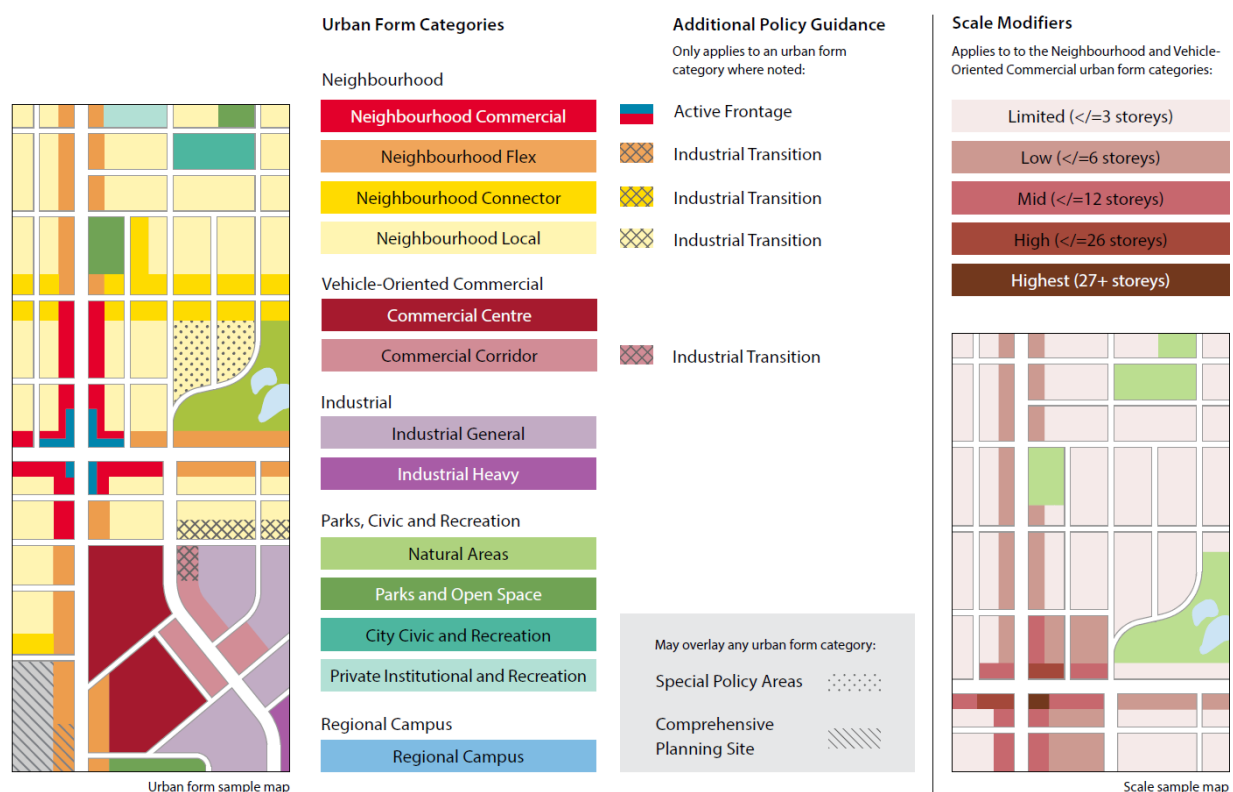 Urban Form Categories
Neighbourhood
Neighbourhood Commercial
Neighbourhood Flex
Neighbourhood Connector
Neighbourhood Local
Vehicle-Oriented Commercial
Commercial Centre
Commercial Corridor
Industrial
Industrial General
Industrial Heavy
Parks, Civic and Recreation
Natural Areas
Parks and Open Space
City Civic and Recreation
Private Institutional and Recreation
Regional Campus
Regional Campus
Urban form sample map
Additional Policy Guidance
Only applies to an urban form
category where noted:
Active Frontage
Industrial Transition
Industrial Transition
Industrial Transition
Industrial Transition
May overlay any urban form category:
Special Policy Areas
Comprehensive
Planning Site
Scale Modifiers
Applies to to the Neighbourhood and Vehicle-
Oriented Commercial urban form categories:
Limited (</=3 storeys)
Low (</=6 storeys)
Mid (</=12 storeys)
High (</=26 storeys)
Highest (27+ storeys)
Scale sample map